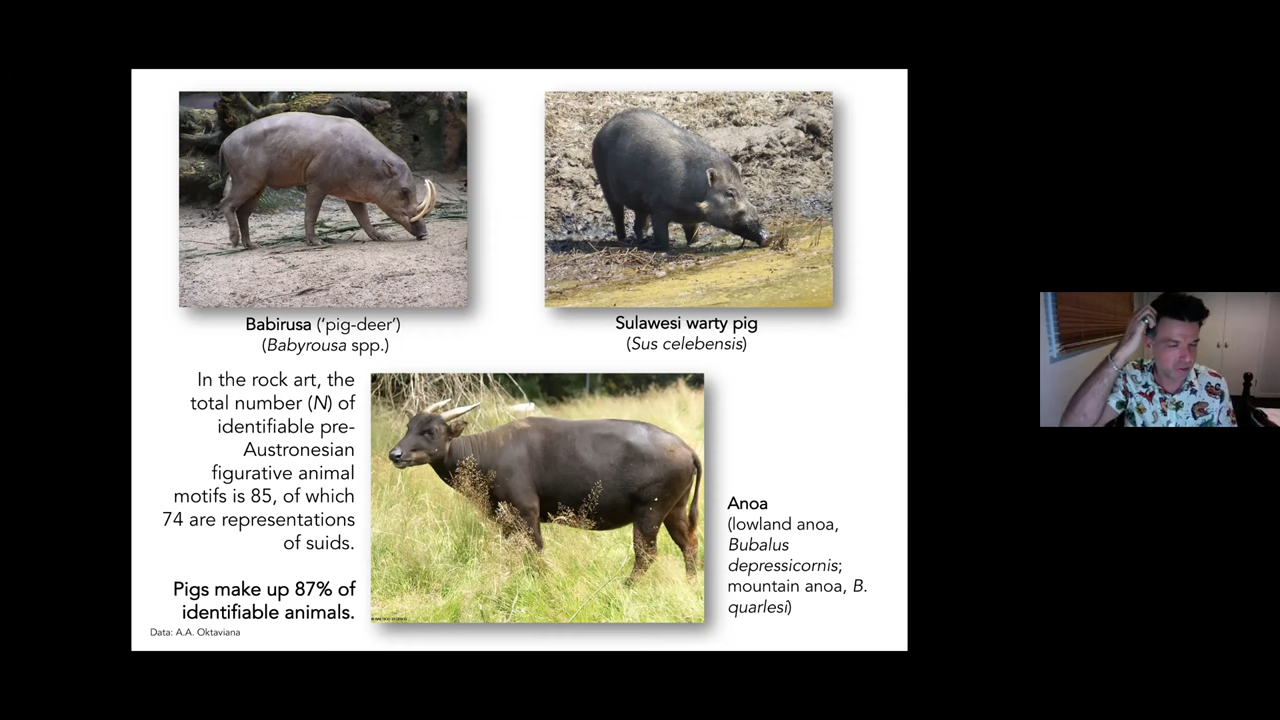 Babirusa (‘pig-deer’)
(Babyrousa spp.)
Sulawesi warty pig
(Sus celebensis)
In the rock art, the
total number (N) of
identifiable pre-
Austronesian
figurative animal
motifs is 85, of which
74 are representations
of suids.
Pigs make up 87% of
identifiable animals.
Data: A.A. Oktaviana
Anoa
(lowland anoa,
Bubalus
depressicornis;
mountain anoa, B.
quarlesi)